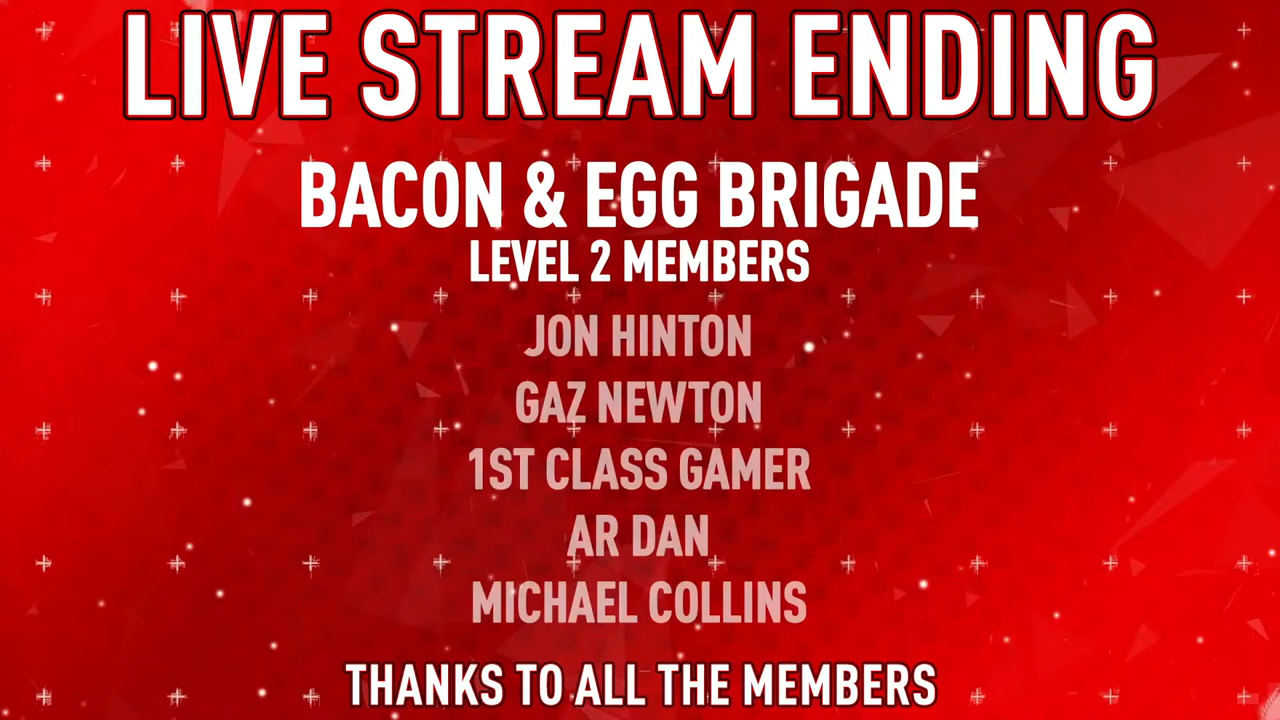 LIVE STREAM ENDING
BACON & EGG BRIGADE
LEVEL 2 MEMBERS
JON HINTON
GAZ NEWTON
1ST CLASS GAMER
AR DAN
MICHAEL COLLINS
THANKS TO ALL THE MEMBERS